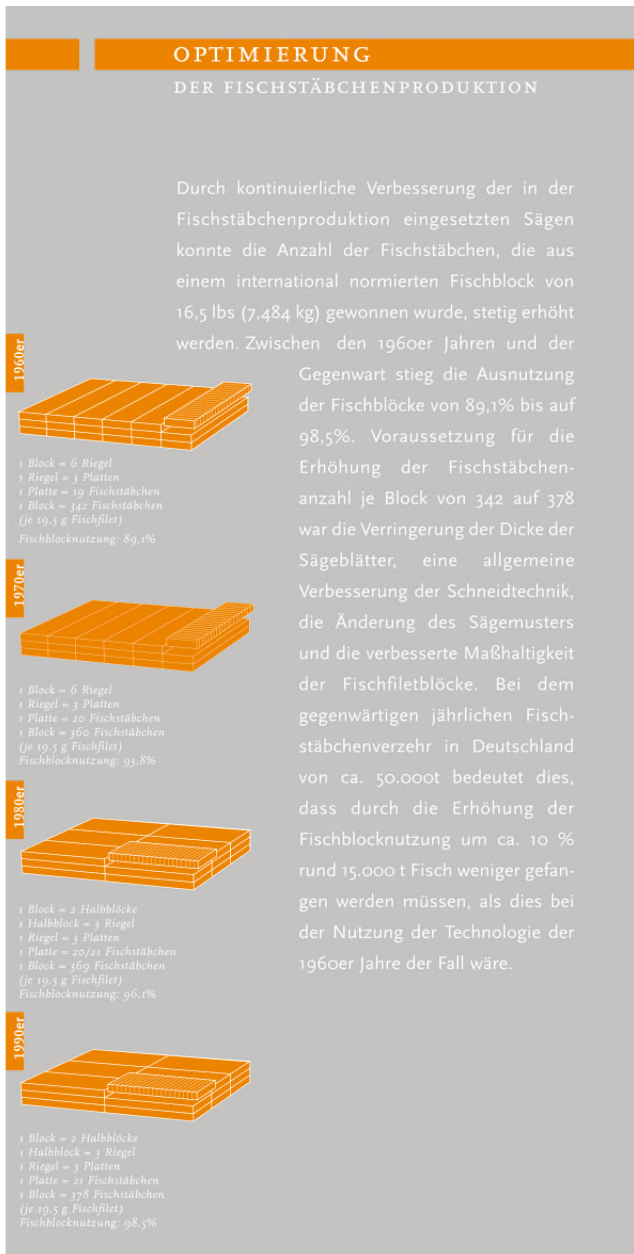 OPTIMIERUNG
DER FISCHSTÄBCHENPRODUKTION
Durch kontinuierliche Verbesserung der in der
Fischstäbchenproduktion eingesetzten Sägen
konnte die Anzahl der Fischstäbchen, die aus
einem international normierten Fischblock von
16,5 lbs (7,484 kg) gewonnen wurde, stetig erhöht
werden. Zwischen den 1960er Jahren und der
Gegenwart stieg die Ausnutzung
der Fischblöcke von 89,1% bis auf
98,5%. Voraussetzung für die
Erhöhung der Fischstäbchen-
anzahl je Block von 342 auf 378
war die Verringerung der Dicke der
Sägeblätter, eine allgemeine
Verbesserung der Schneidtechnik,
die Änderung des Sägemusters
und die verbesserte Maßhaltigkeit
der Fischfiletblöcke. Bei dem
gegenwärtigen jährlichen Fisch-
stäbchenverzehr in Deutschland
von ca. 50.000t bedeutet dies,
dass durch die Erhöhung der
Fischblocknutzung um ca. 10 %
rund 15.000 t Fisch weniger gefan-
gen werden müssen, als dies bei
der Nutzung der Technologie der
1960er Jahre der Fall wäre.
1960er
1 Block = 6 Riegel
1 Riegel = 3 Platten
1 Platte = 19 Fischstäbchen
1 Block = 342 Fischstäbchen
(je 19,5 g Fischfilet)
Fischblocknutzung: 89,1%
1970er
1 Block = 6 Riegel
1 Riegel = 3 Platten
1 Platte = 20 Fischstäbchen
1 Block = 360 Fischstäbchen
(je 19,5 g Fischfilet)
Fischblocknutzung: 93,8%
1980er
1 Block = 2 Halbblöcke
1 Halbblock = 3 Riegel
1 Riegel = 3 Platten
1 Platte = 20/21 Fischstäbchen
1 Block = 369 Fischstäbchen
(je 19,5 g Fischfilet)
Fischblocknutzung: 96,1%
1990er
1 Block = 2 Halbblöcke
1 Halbblock = 3 Riegel
1 Riegel = 3 Platten
1 Platte = 21 Fischstäbchen
1 Block = 378 Fischstäbchen
(je 19,5 g Fischfilet)
Fischblocknutzung: 98,5%